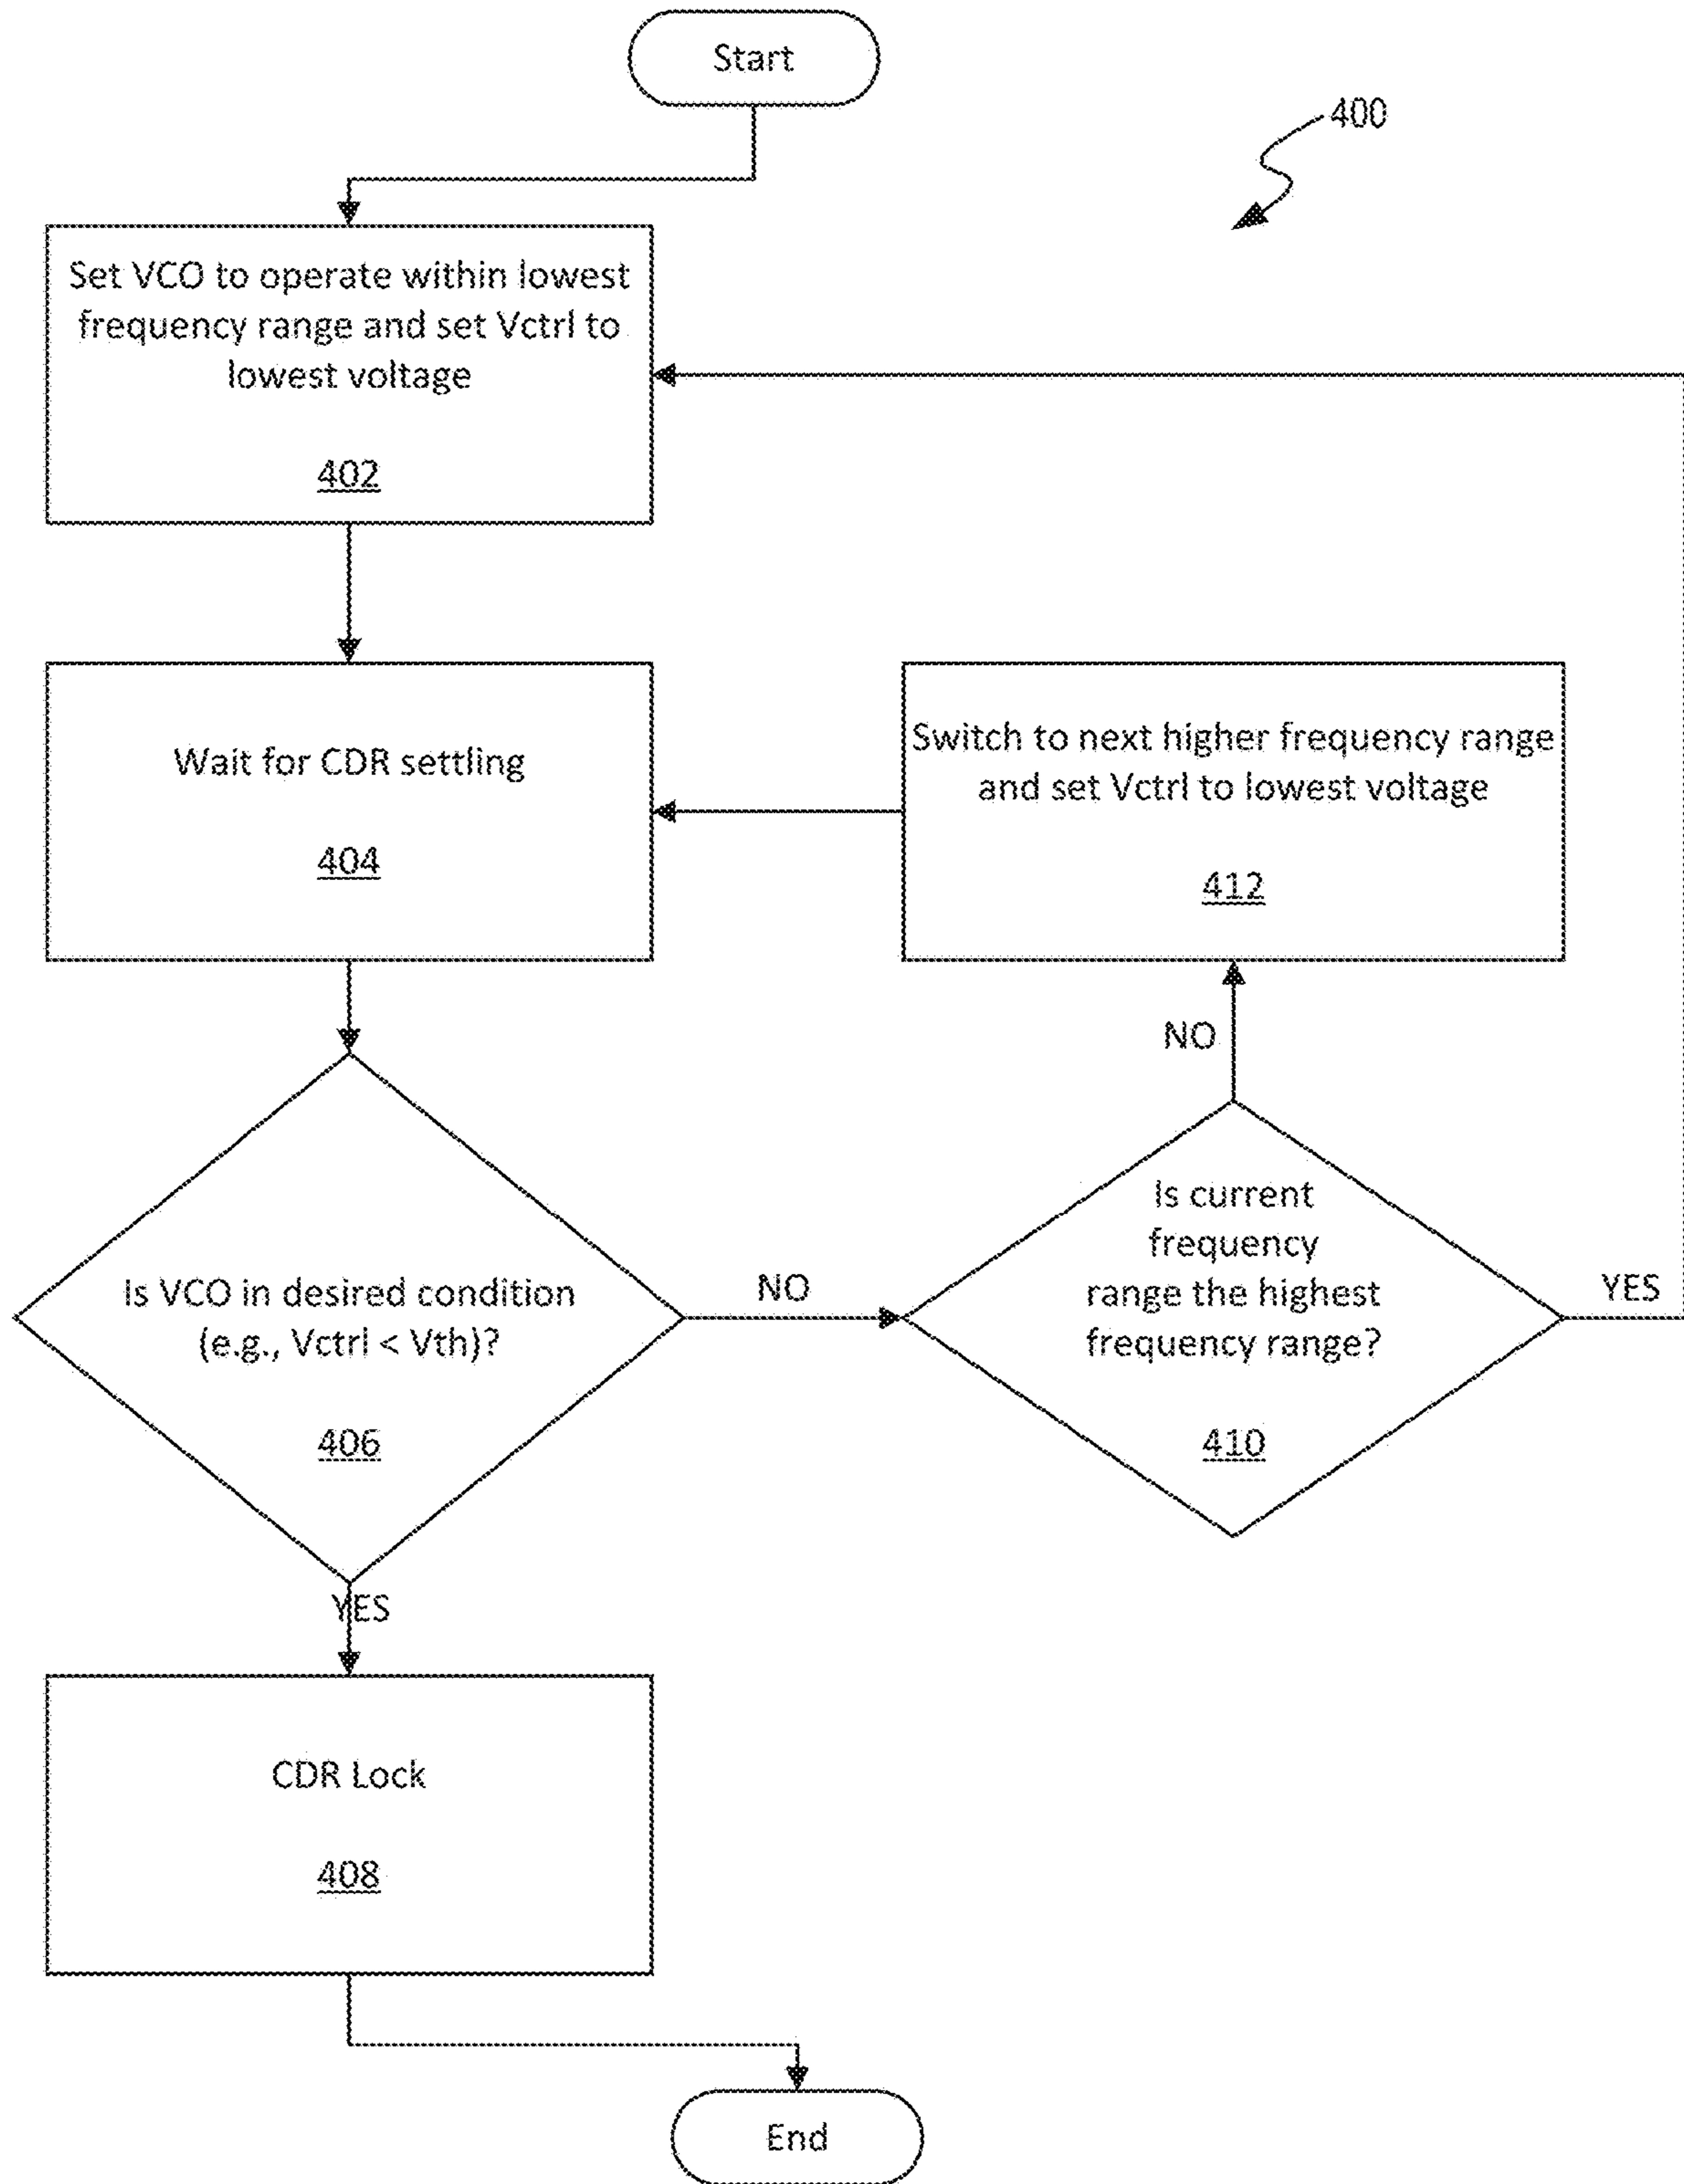 Start
400
Set VCO to operate within lowest
frequency range and set Vctrl to
lowest voltage
402
Wait for CDR settling
404
Switch to next higher frequency range
and set Vctrl to lowest voltage
412
NO
Is VCO in desired condition
(e.g., Vctrl < Vth)?
406
NO
Is current
frequency
range the highest
frequency range?
410
YES
YES
CDR Lock
408
End